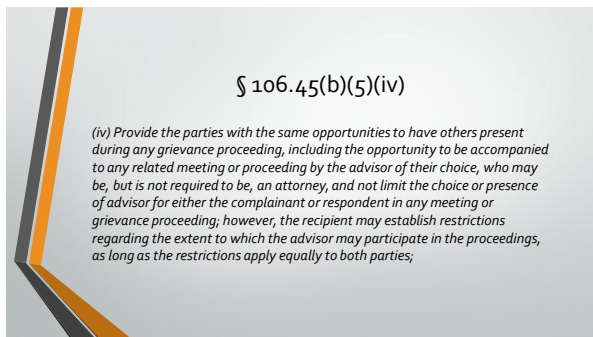 § 106.45(b)(5)(iv)
(iv) Provide the parties with the same opportunities to have others present
during any grievance proceeding, including the opportunity to be accompanied
to any related meeting or proceeding by the advisor of their choice, who may
be, but is not required to be, an attorney, and not limit the choice or presence
of advisor for either the complainant or respondent in any meeting or
grievance proceeding; however, the recipient may establish restrictions
regarding the extent to which the advisor may participate in the proceedings,
as long as the restrictions apply equally to both parties;